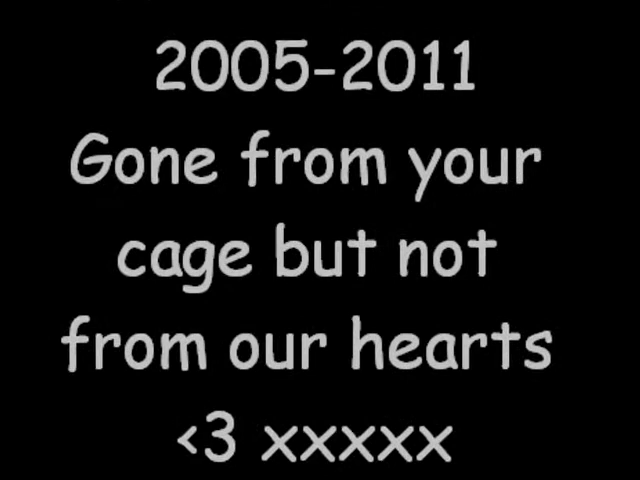 2005-2011
Gone from your
cage but not
from our hearts
<3 xxxxx